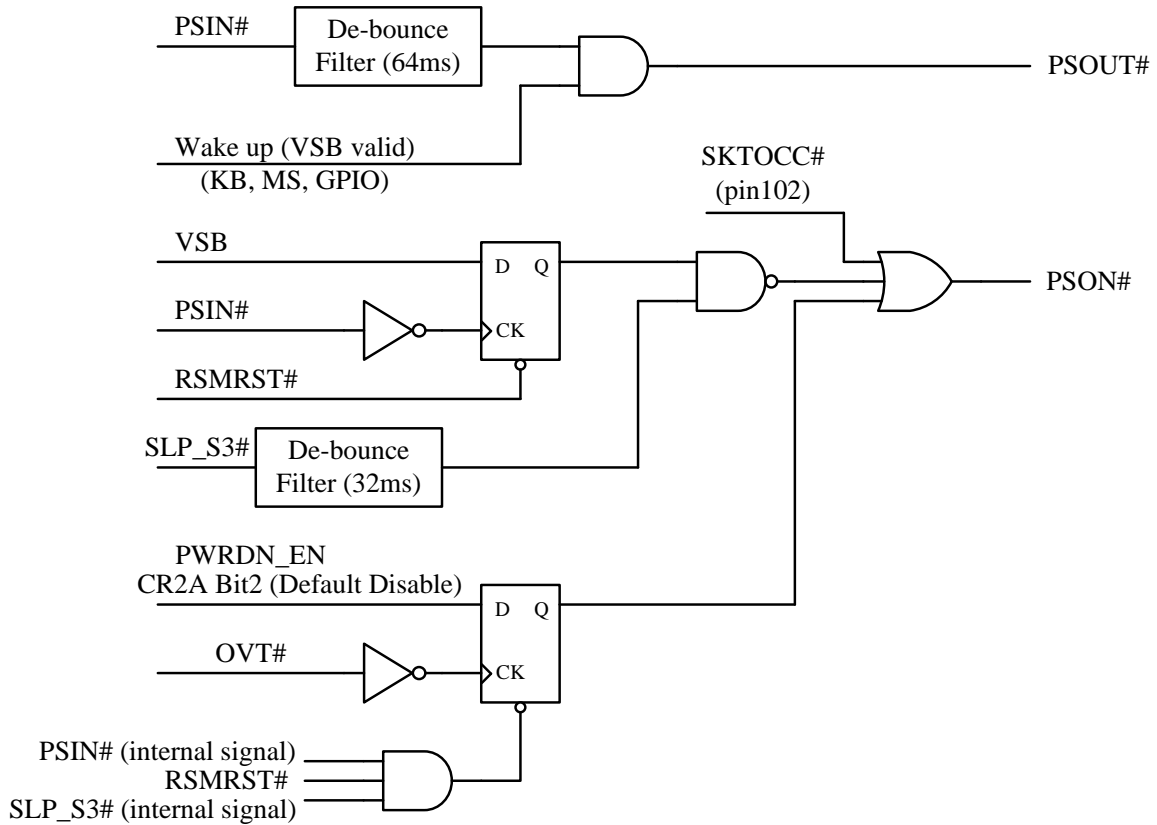 PSIN#
De-bounce
Filter (64ms)
PSOUT#
Wake up (VSB valid)
(KB, MS, GPIO)
SKTOCC#
(pin102)
VSB
D Q
PSIN#
CK
PSON#
RSMRST#
SLP_S3#
De-bounce
Filter (32ms)
PWRDN_EN
CR2A Bit2 (Default Disable)
D Q
OVT#
CK
PSIN# (internal signal)
RSMRST#
SLP_S3# (internal signal)